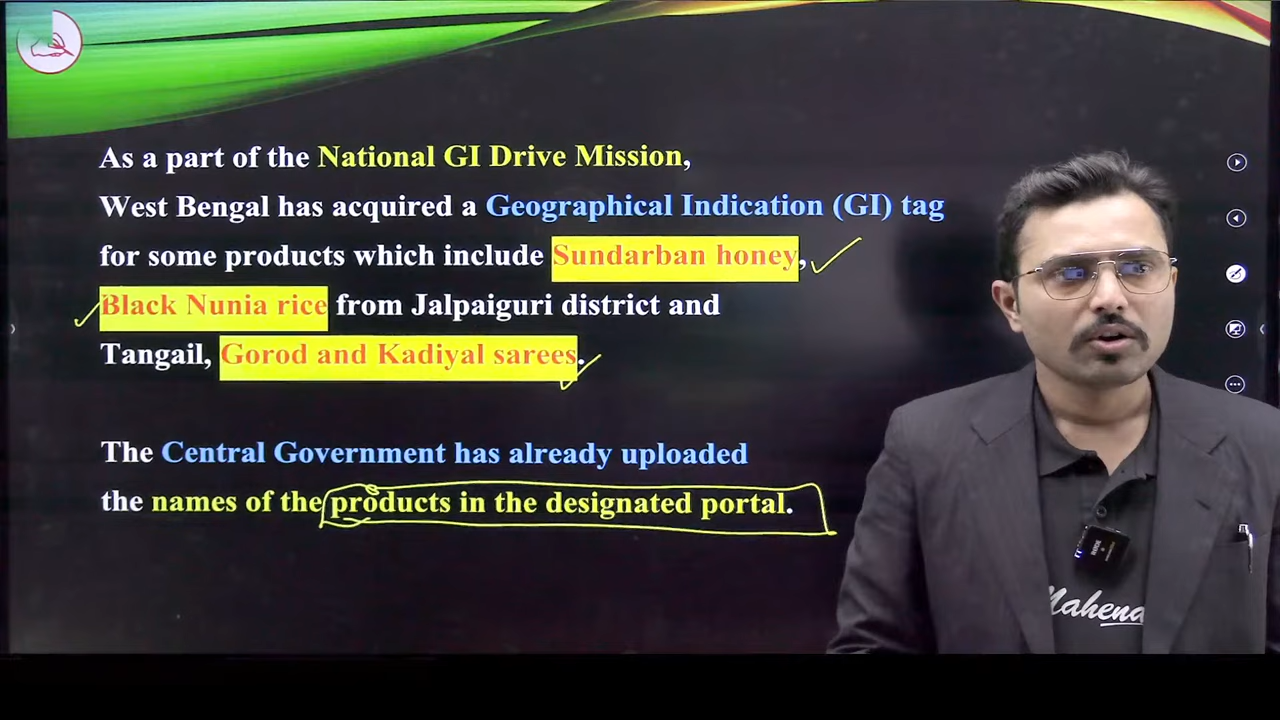 As a part of the National GI Drive Mission,
West Bengal has acquired a Geographical Indication (GI) tag
for some products which include Sundarban honey,
Black Nunia rice from Jalpaiguri district and
Tangail, Gorod and Kadiyal sarees.
The Central Government has already uploaded
the names of the products in the designated portal.
Mahend